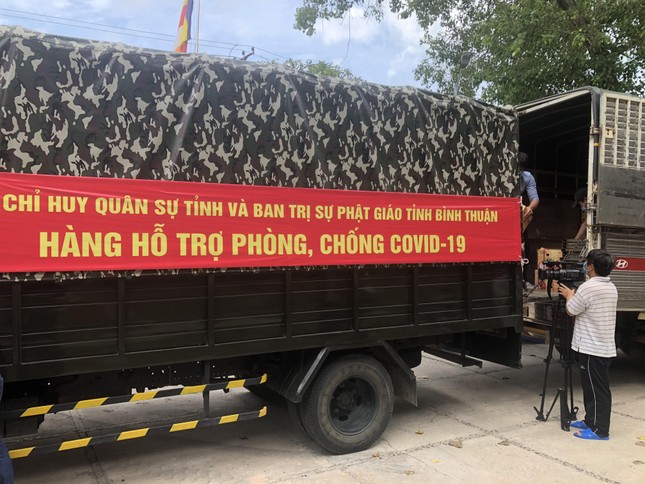 CHỈ HUY QUÂN SỰ TỈNH VÀ BAN TRỊ SỰ PHẬT GIÁO TỈNH BÌNH THUẬN
HÀNG HỖ TRỢ PHÒNG, CHỐNG COVID-19